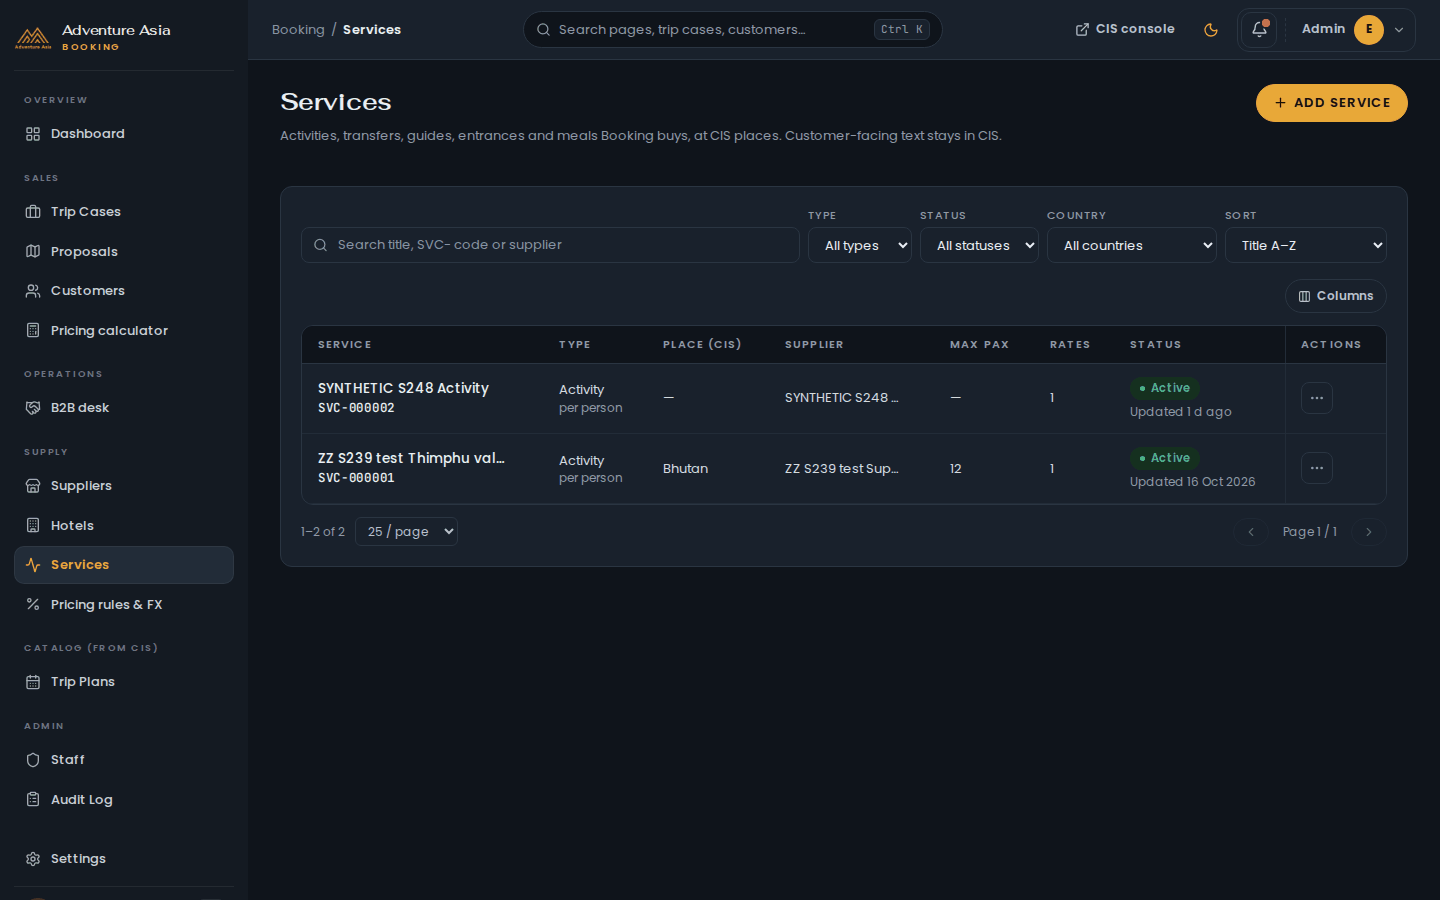 Adventure Asia
BOOKING
Adventure Asia
OVERVIEW
Dashboard
SALES
Trip Cases
Proposals
Customers
Pricing calculator
OPERATIONS
B2B desk
SUPPLY
Suppliers
Hotels
Services
Pricing rules & FX
CATALOG (FROM CIS)
Trip Plans
ADMIN
Staff
Audit Log
Settings
Booking / Services
Search pages, trip cases, customers...
Ctrl K
CIS console
Admin
E
Services
ADD SERVICE
Activities, transfers, guides, entrances and meals Booking buys, at CIS places. Customer-facing text stays in CIS.
TYPE STATUS COUNTRY SORT
Search title, SVC- code or supplier All types All statuses All countries Title A–Z
Columns
SERVICE TYPE PLACE (CIS) SUPPLIER MAX PAX RATES STATUS ACTIONS
SYNTHETIC S248 Activity Activity — SYNTHETIC S248 … — 1 Active
SVC-000002 per person Updated 1 d ago
ZZ S239 test Thimphu val… Activity Bhutan ZZ S239 test Sup… 12 1 Active
SVC-000001 per person Updated 16 Oct 2026
1–2 of 2 25 / page Page 1 / 1